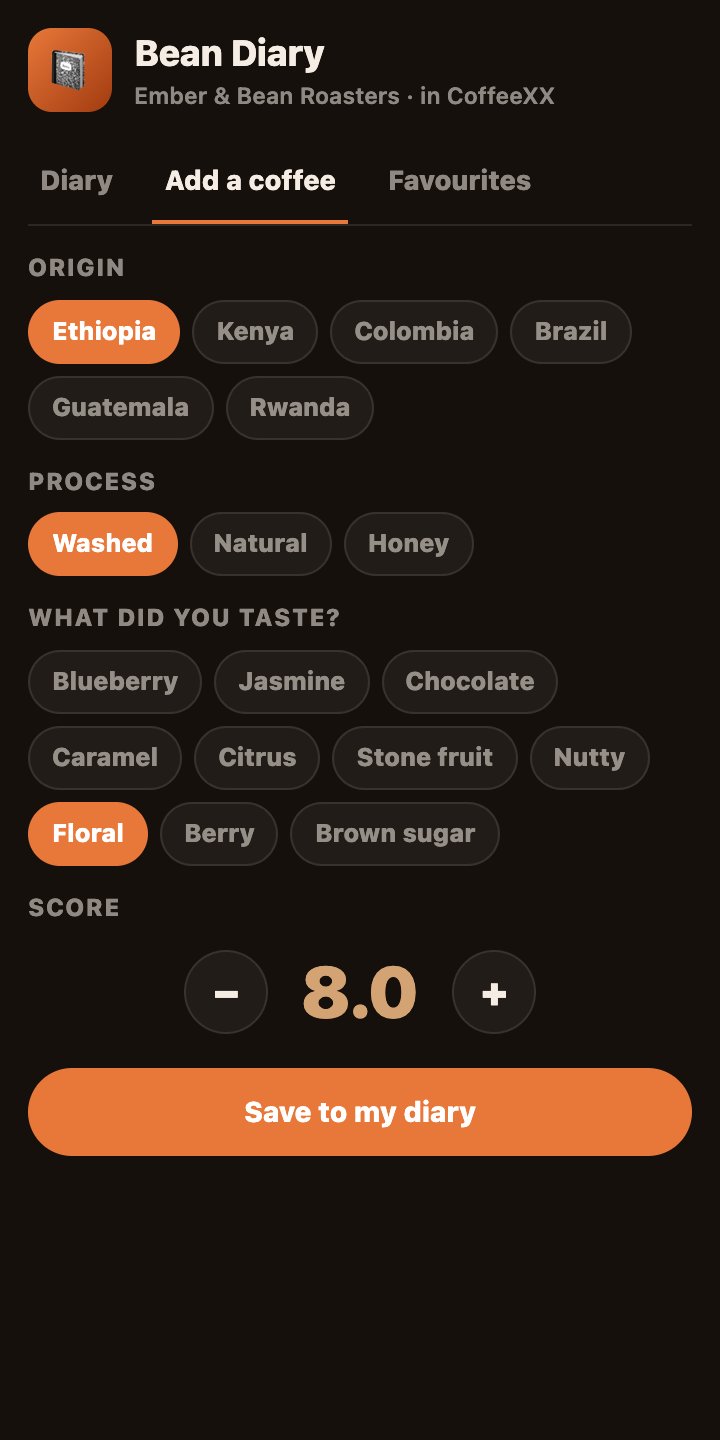 Bean Diary
Ember & Bean Roasters · in CoffeeXX
Diary Add a coffee Favourites
ORIGIN
Ethiopia Kenya Colombia Brazil
Guatemala Rwanda
PROCESS
Washed Natural Honey
WHAT DID YOU TASTE?
Blueberry Jasmine Chocolate
Caramel Citrus Stone fruit Nutty
Floral Berry Brown sugar
SCORE
− 8.0 +
Save to my diary